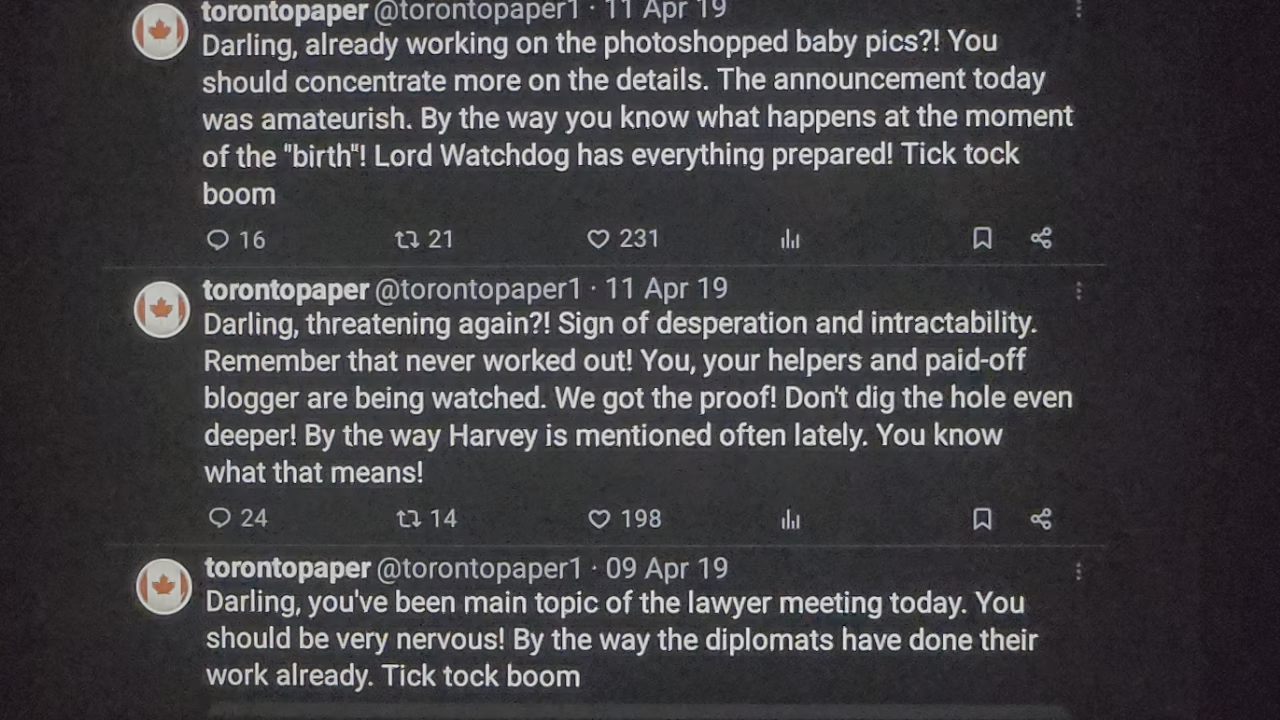 torontopaper @torontopaper1 · 11 Apr 19
Darling, already working on the photoshopped baby pics?! You
should concentrate more on the details. The announcement today
was amateurish. By the way you know what happens at the moment
of the "birth"! Lord Watchdog has everything prepared! Tick tock
boom
16 21 231
torontopaper @torontopaper1 · 11 Apr 19
Darling, threatening again?! Sign of desperation and intractability.
Remember that never worked out! You, your helpers and paid-off
blogger are being watched. We got the proof! Don't dig the hole even
deeper! By the way Harvey is mentioned often lately. You know
what that means!
24 14 198
torontopaper @torontopaper1 · 09 Apr 19
Darling, you've been main topic of the lawyer meeting today. You
should be very nervous! By the way the diplomats have done their
work already. Tick tock boom